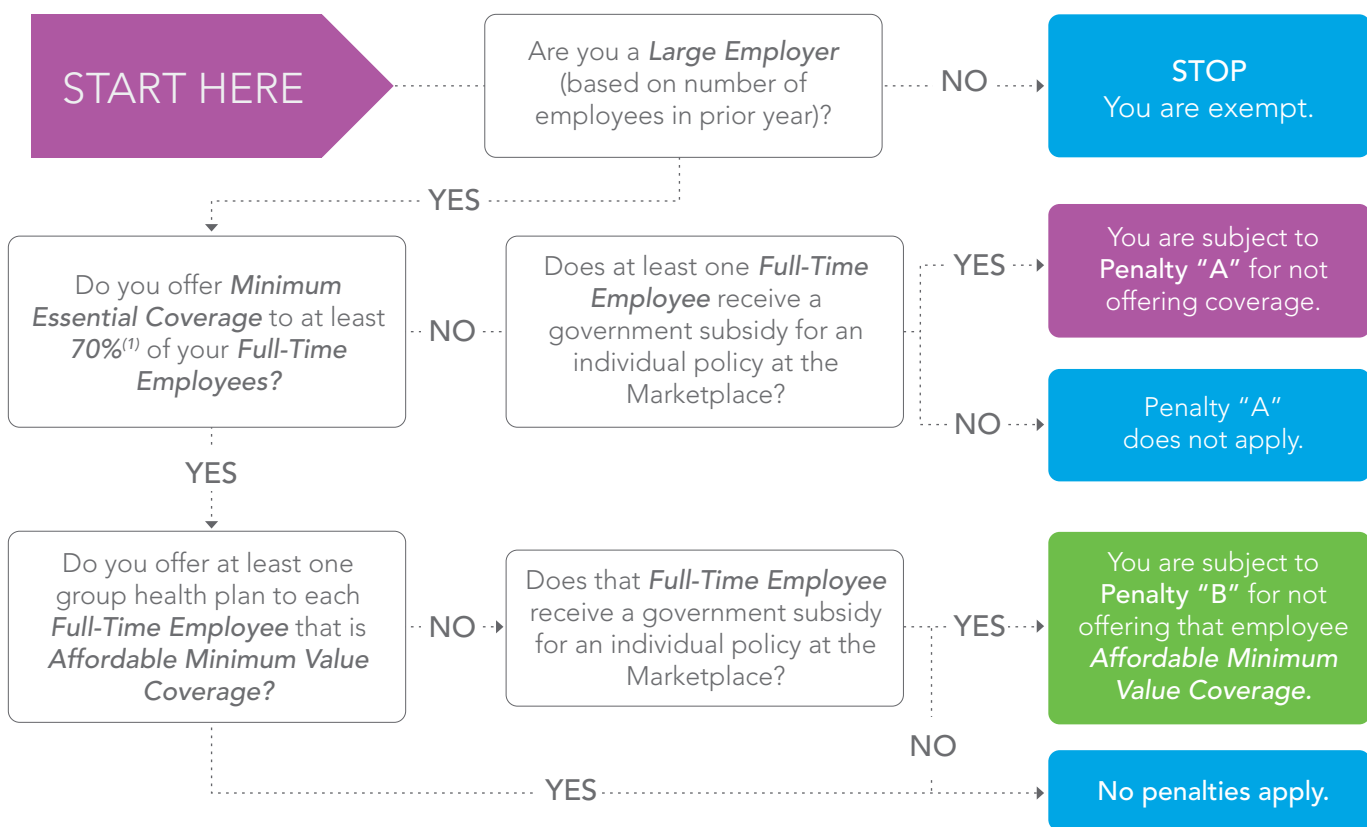 START HERE
Are you a Large Employer
(based on number of
employees in prior year)?
NO
STOP
You are exempt.
YES
Do you offer Minimum
Essential Coverage to at least
70%(1) of your Full-Time
Employees?
NO
Does at least one Full-Time
Employee receive a
government subsidy for an
individual policy at the
Marketplace?
YES
You are subject to
Penalty “A” for not
offering coverage.
NO
Penalty “A”
does not apply.
YES
Do you offer at least one
group health plan to each
Full-Time Employee that is
Affordable Minimum Value
Coverage?
NO
Does that Full-Time Employee
receive a government subsidy
for an individual policy at the
Marketplace?
YES
You are subject to
Penalty “B” for not
offering that employee
Affordable Minimum
Value Coverage.
NO
YES
No penalties apply.